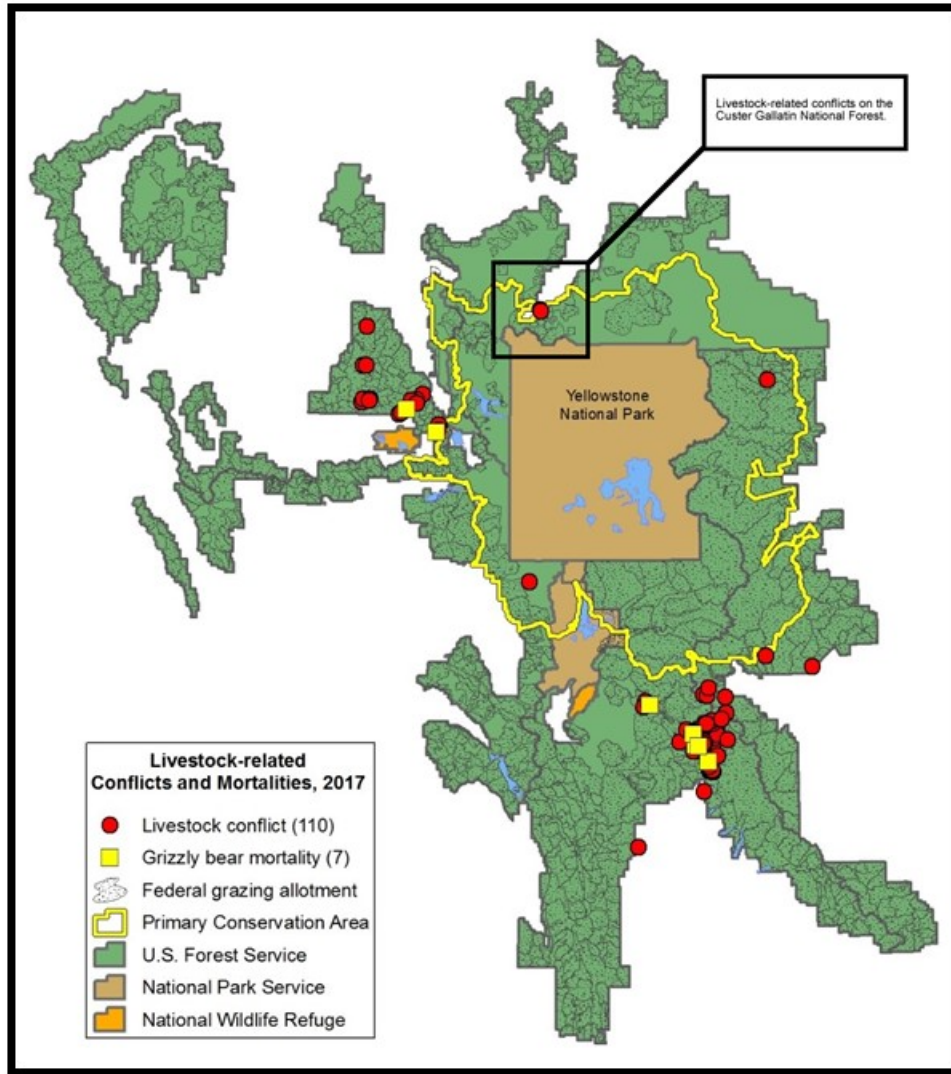 Livestock-related conflicts on the
Custer Gallatin National Forest.
Yellowstone
National Park
Livestock-related
Conflicts and Mortalities, 2017
Livestock conflict (110)
Grizzly bear mortality (7)
Federal grazing allotment
Primary Conservation Area
U.S. Forest Service
National Park Service
National Wildlife Refuge